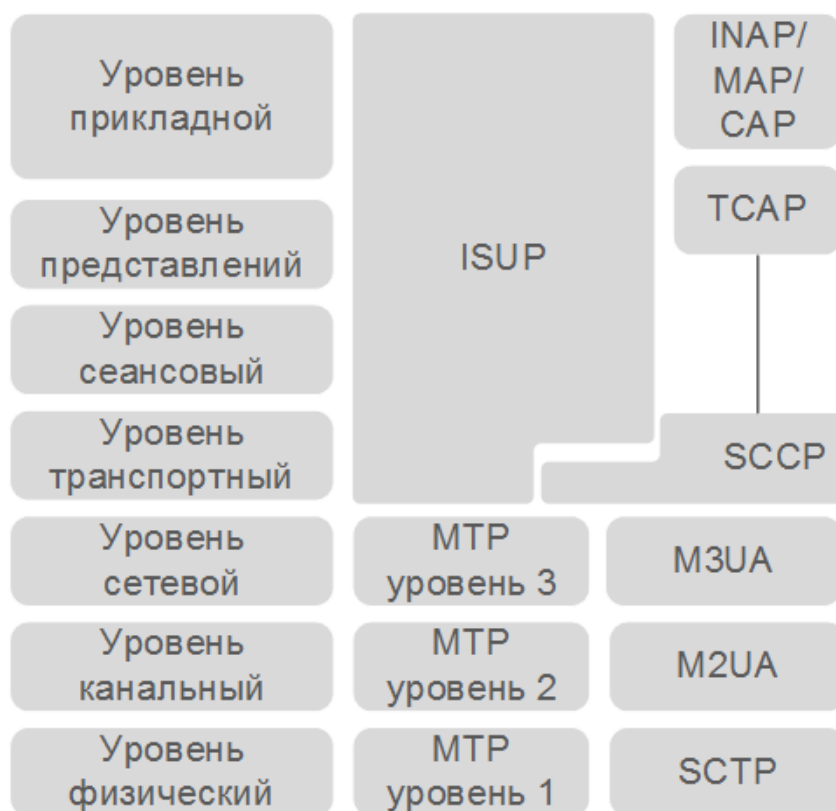 Уровень
прикладной
Уровень
представлений
Уровень
сеансовый
Уровень
транспортный
Уровень
сетевой
Уровень
канальный
Уровень
физический
ISUP
MTP
уровень 3
MTP
уровень 2
MTP
уровень 1
INAP/
MAP/
CAP
TCAP
SCCP
M3UA
M2UA
SCTP